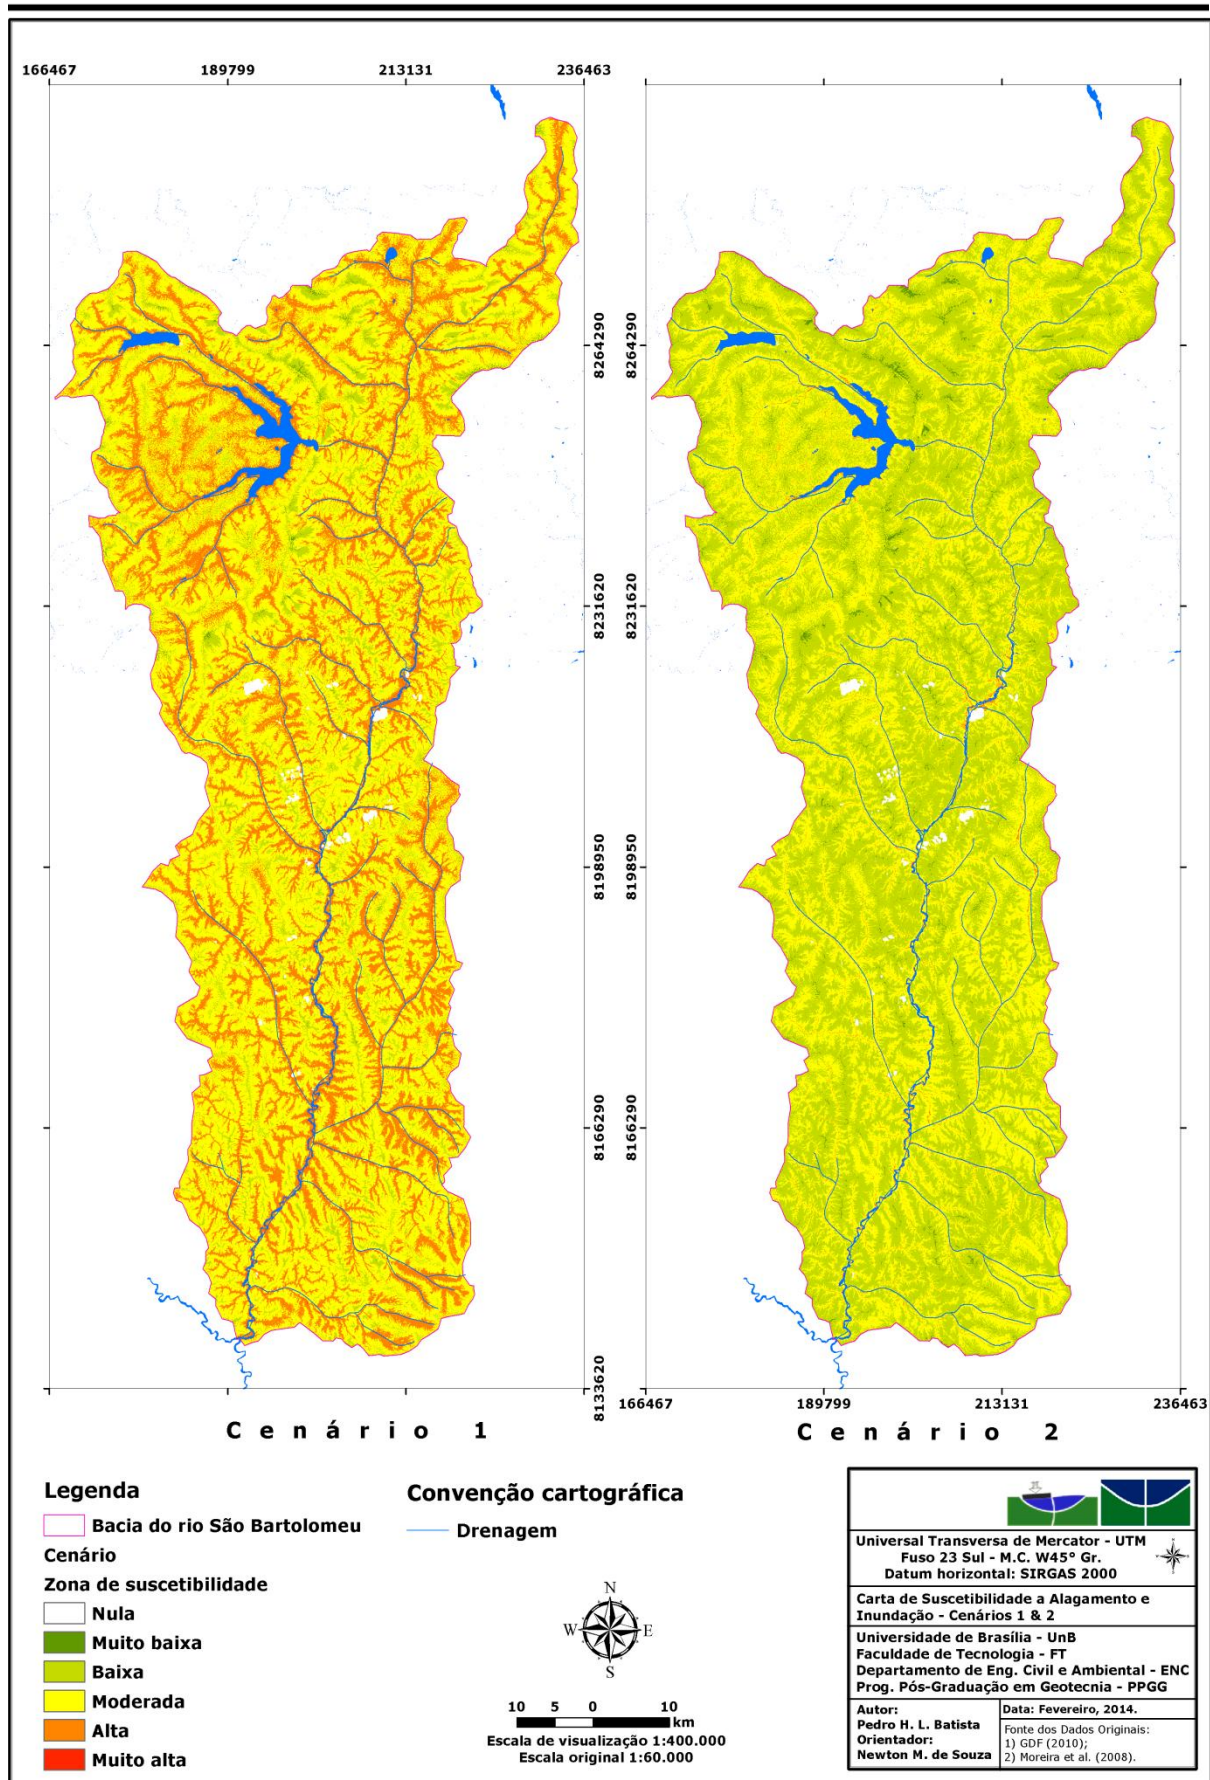 166467 189799 213131 236463
8264290 8264290
8231620 8231620
8198950 8198950
8166290 8166290
8133620
166467 189799 213131 236463
Cenário 1
Cenário 2
Legenda
Bacia do rio São Bartolomeu
Cenário
Zona de suscetibilidade
Nula
Muito baixa
Baixa
Moderada
Alta
Muito alta
Convenção cartográfica
Drenagem
N
W E
S
10 5 0 10
km
Escala de visualização 1:400.000
Escala original 1:60.000
Universal Transversa de Mercator - UTM
Fuso 23 Sul - M.C. W45° Gr.
Datum horizontal: SIRGAS 2000
Carta de Suscetibilidade a Alagamento e
Inundação - Cenários 1 & 2
Universidade de Brasília - UnB
Faculdade de Tecnologia - FT
Departamento de Eng. Civil e Ambiental - ENC
Prog. Pós-Graduação em Geotecnia - PPGG
Autor:
Pedro H. L. Batista
Orientador:
Newton M. de Souza
Data: Fevereiro, 2014.
Fonte dos Dados Originais:
1) GDF (2010);
2) Moreira et al. (2008).